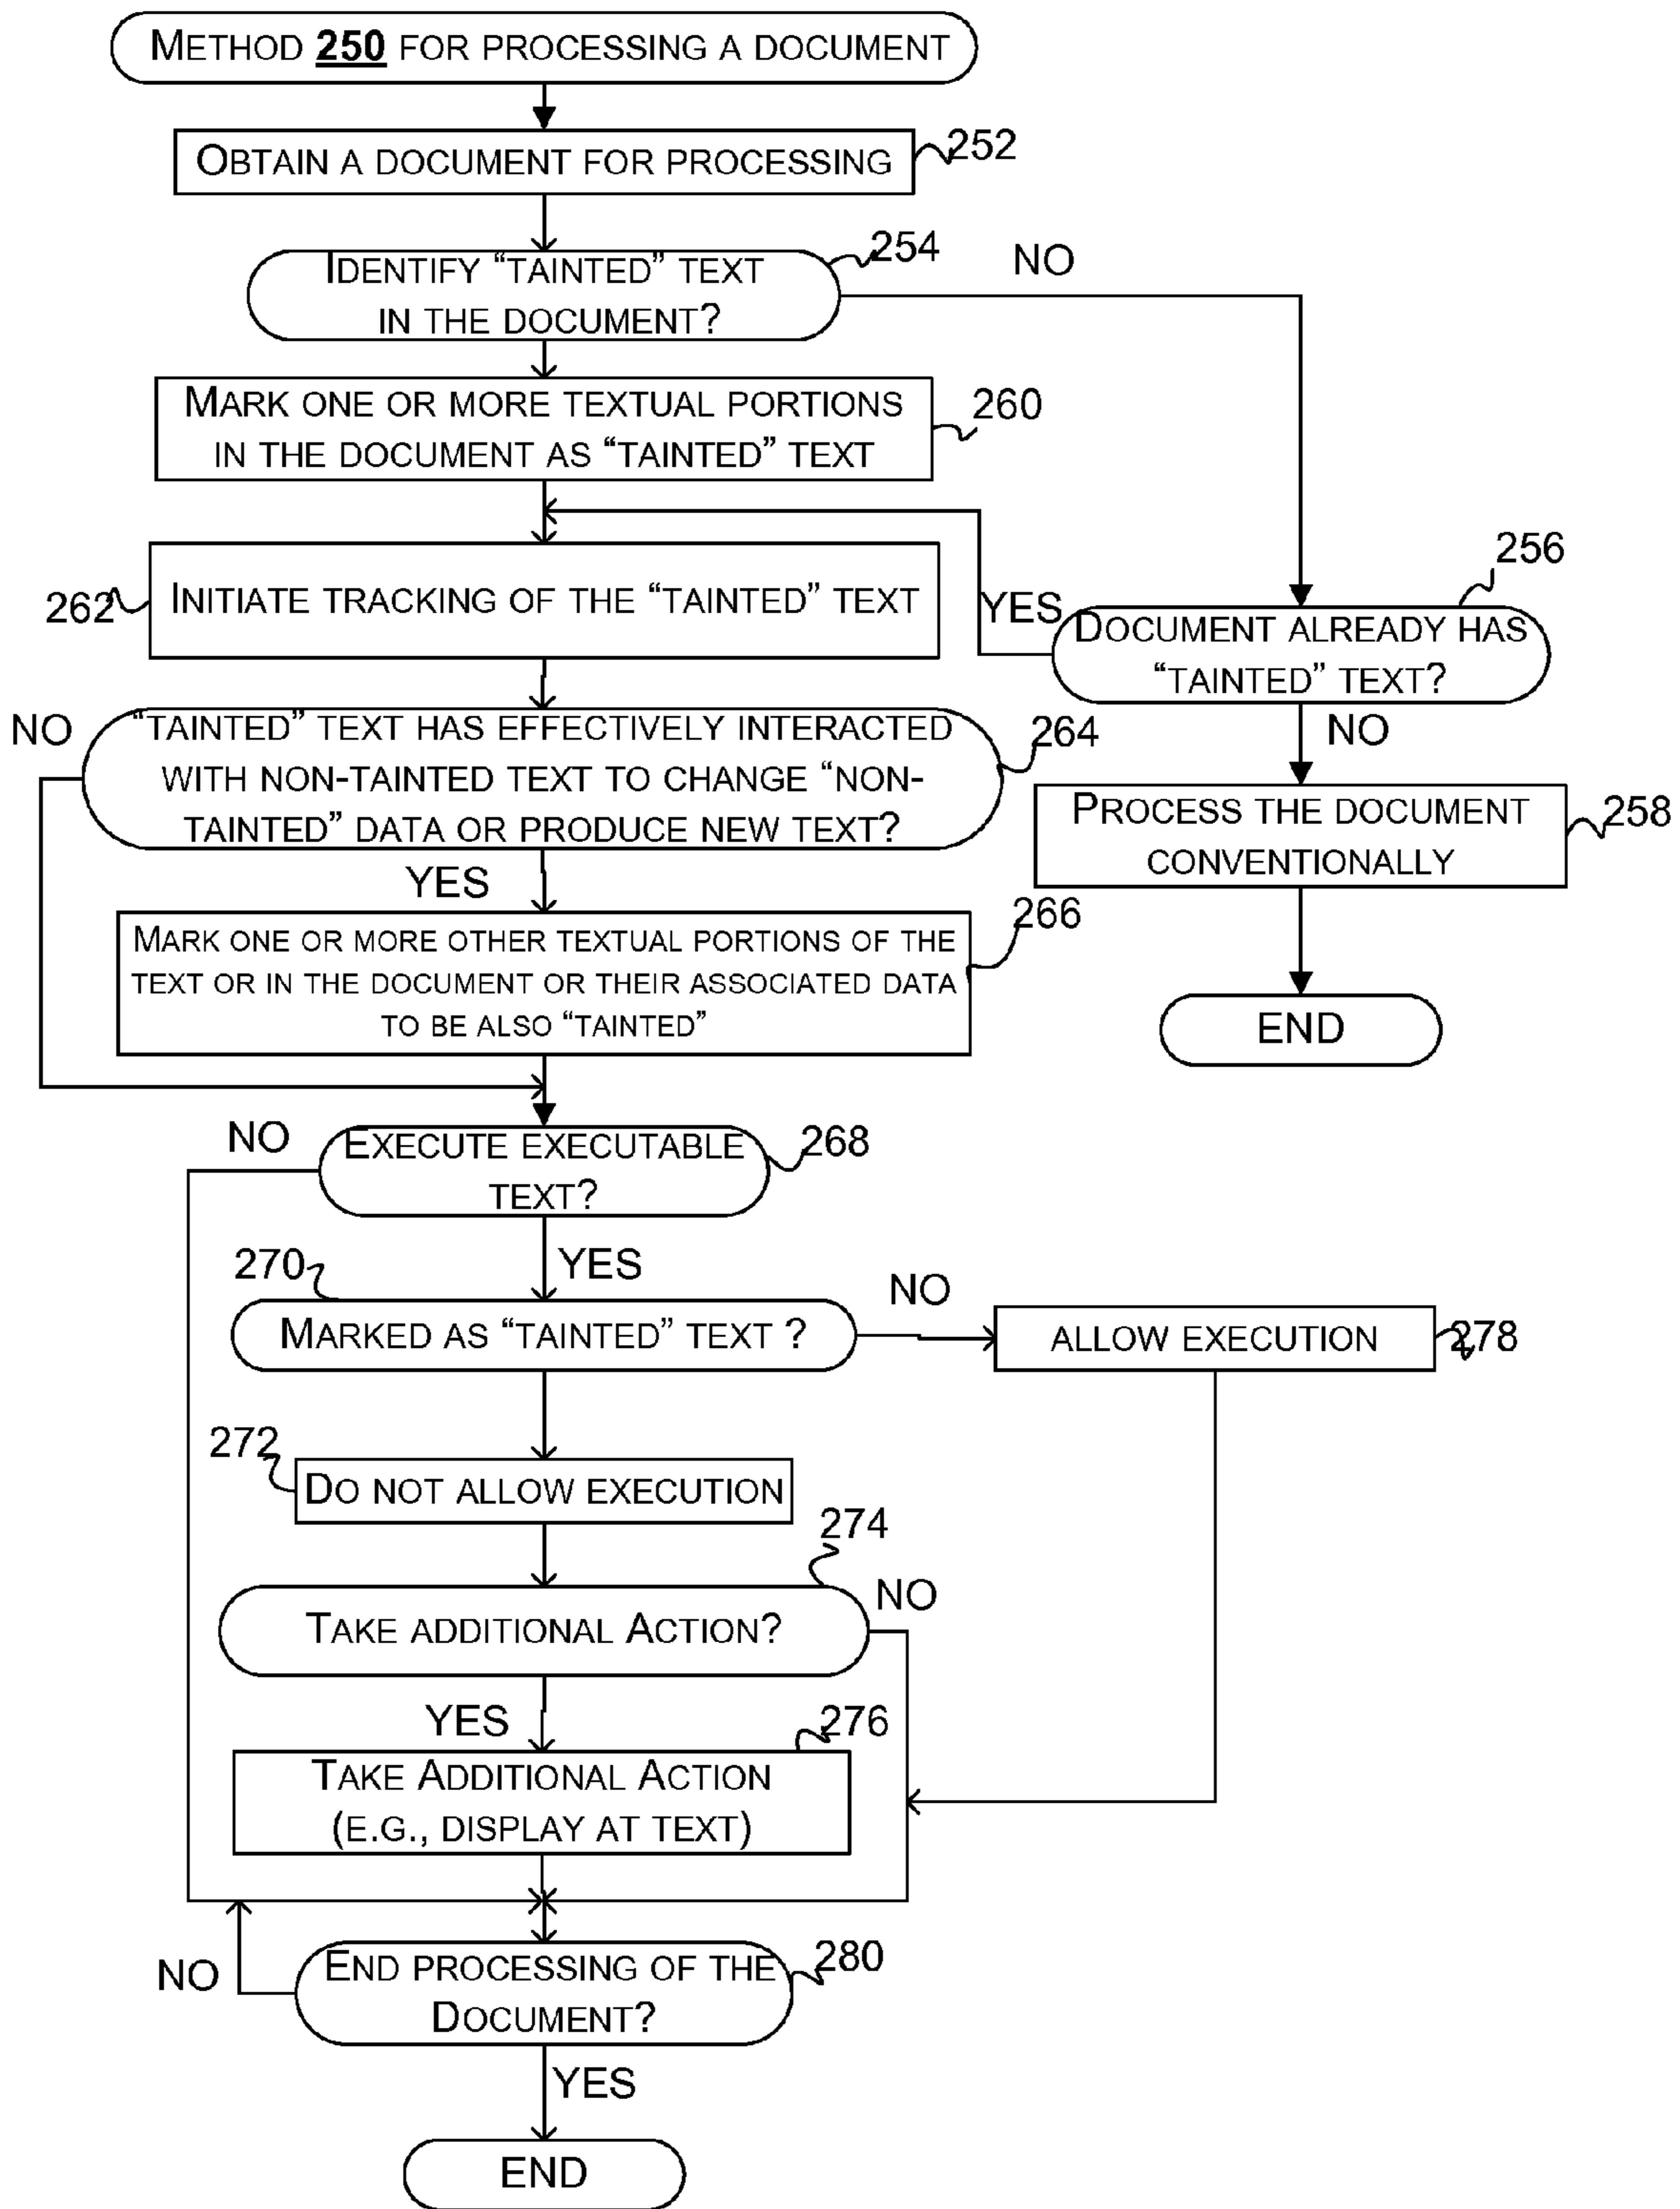 METHOD 250 FOR PROCESSING A DOCUMENT
OBTAIN A DOCUMENT FOR PROCESSING
252
IDENTIFY “TAINTED” TEXT
IN THE DOCUMENT?
254
NO
MARK ONE OR MORE TEXTUAL PORTIONS
IN THE DOCUMENT AS “TAINTED” TEXT
260
INITIATE TRACKING OF THE “TAINTED” TEXT
262
YES
256
DOCUMENT ALREADY HAS
“TAINTED” TEXT?
NO
PROCESS THE DOCUMENT
CONVENTIONALLY
258
END
NO
“TAINTED” TEXT HAS EFFECTIVELY INTERACTED
WITH NON-TAINTED TEXT TO CHANGE “NON-
TAINTED” DATA OR PRODUCE NEW TEXT?
264
YES
MARK ONE OR MORE OTHER TEXTUAL PORTIONS OF THE
TEXT OR IN THE DOCUMENT OR THEIR ASSOCIATED DATA
TO BE ALSO “TAINTED”
266
NO
EXECUTE EXECUTABLE
TEXT?
268
YES
270
MARKED AS “TAINTED” TEXT ?
NO
ALLOW EXECUTION
278
272
DO NOT ALLOW EXECUTION
274
TAKE ADDITIONAL ACTION?
NO
YES
276
TAKE ADDITIONAL ACTION
(E.G., DISPLAY AT TEXT)
END PROCESSING OF THE
DOCUMENT?
280
NO
YES
END